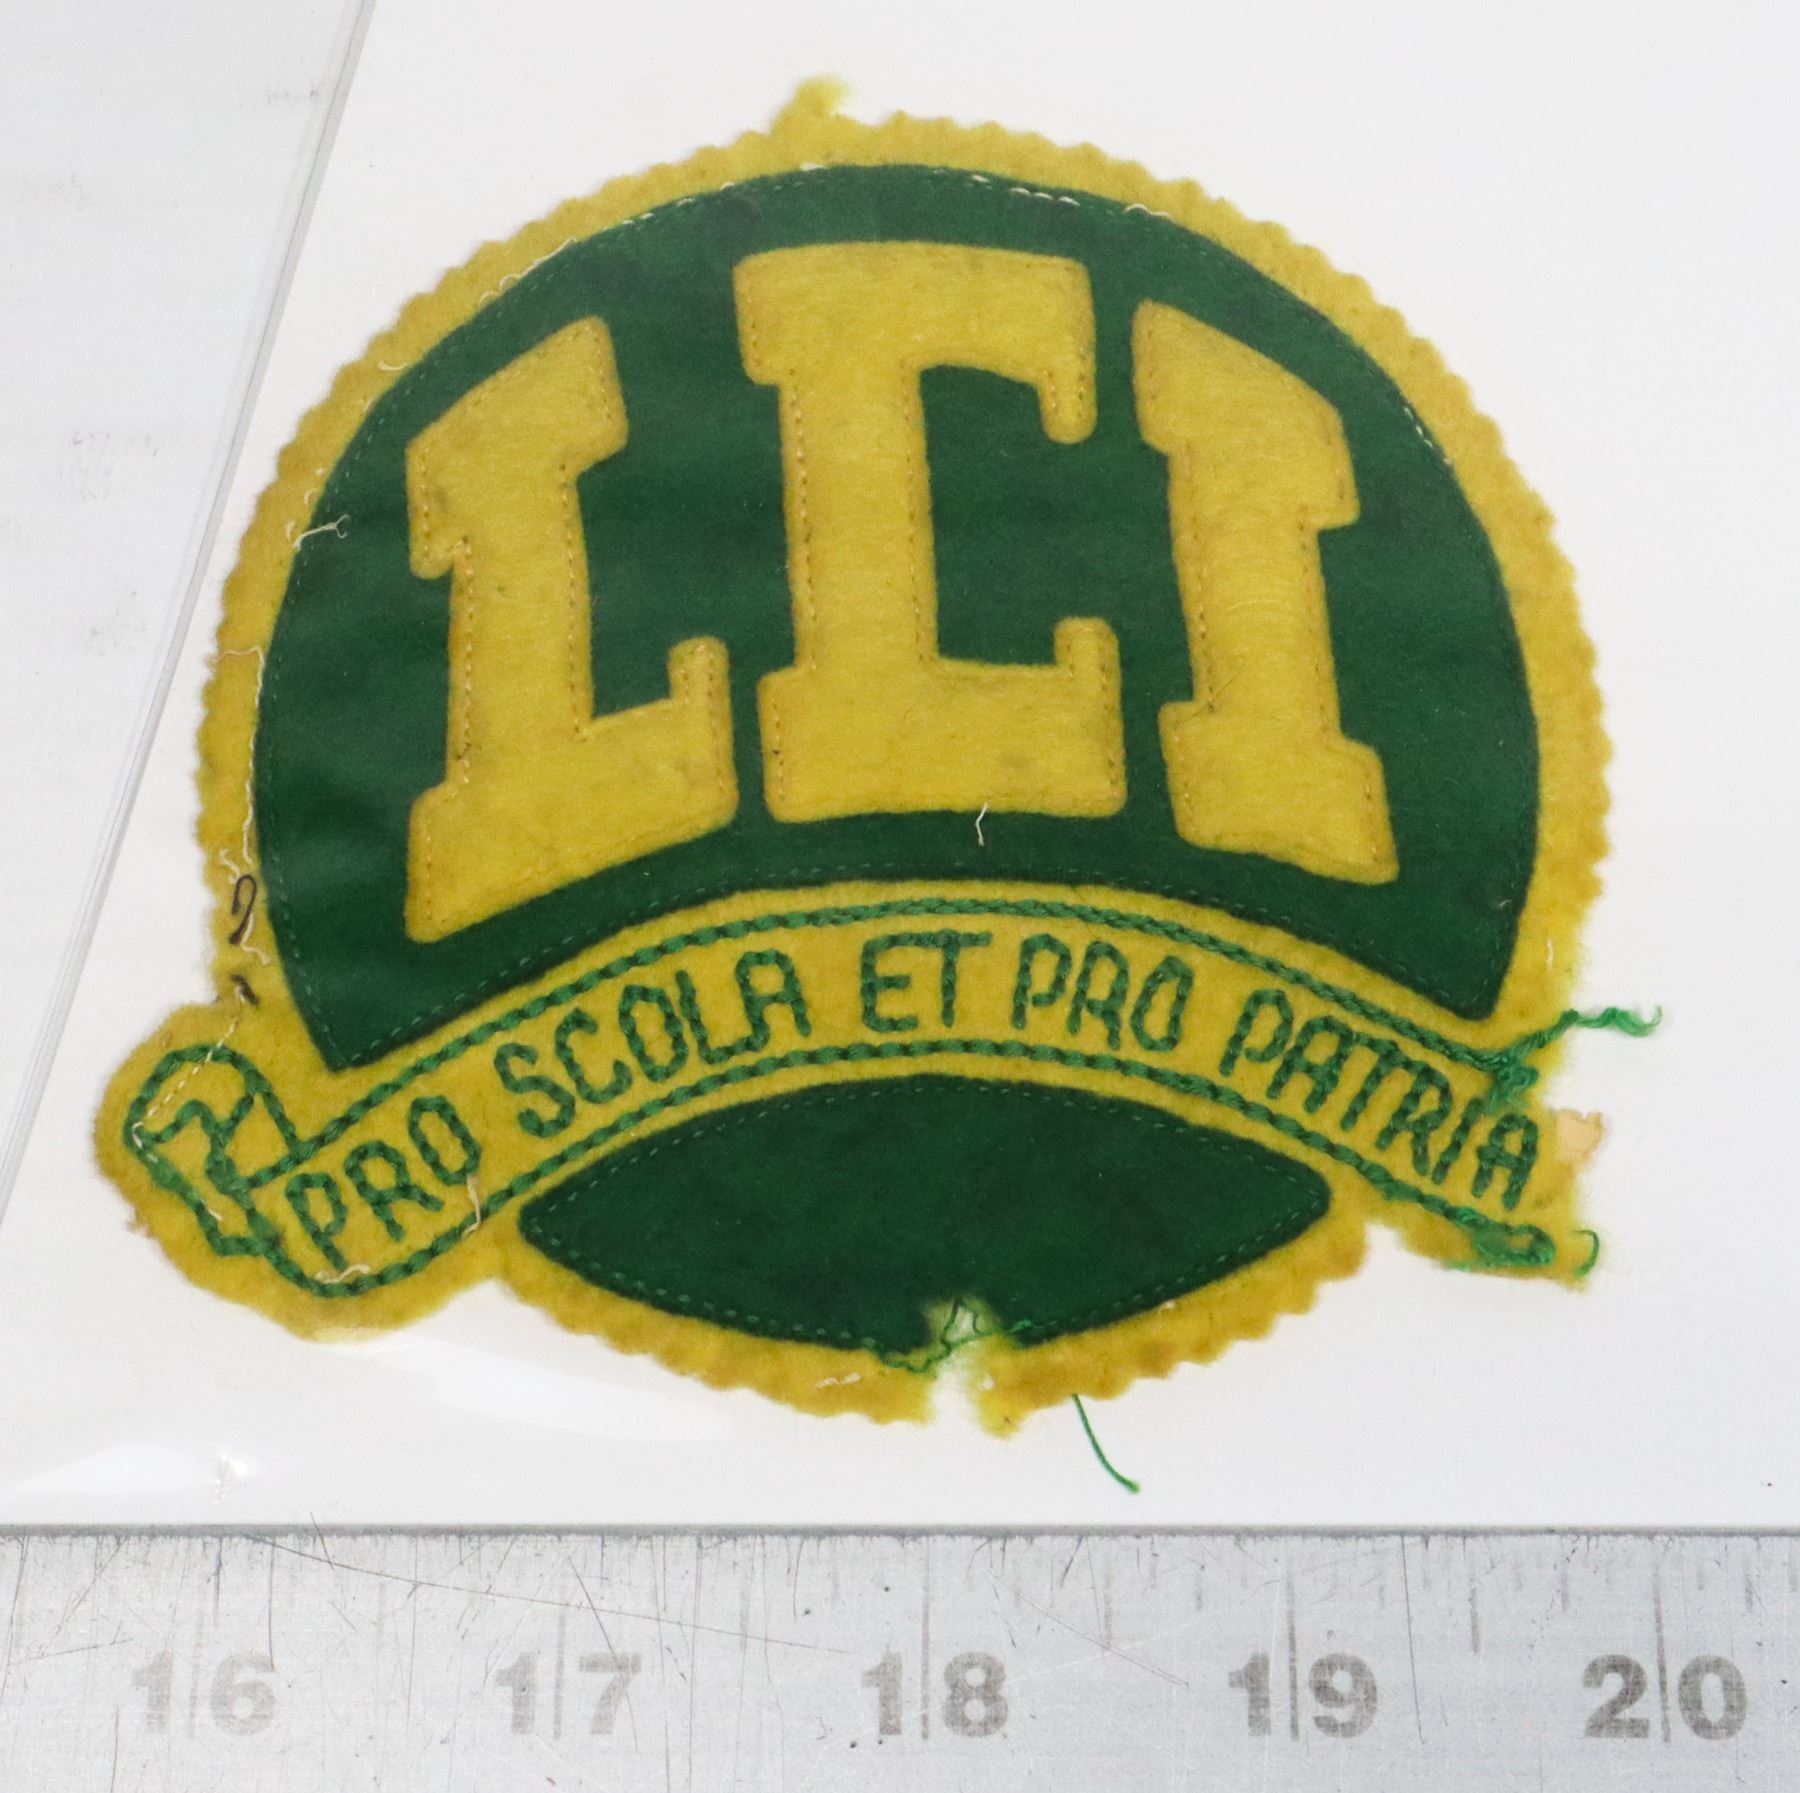 LCI
PRO SCOLA ET PRO PATRIA
16 17 18 19 20